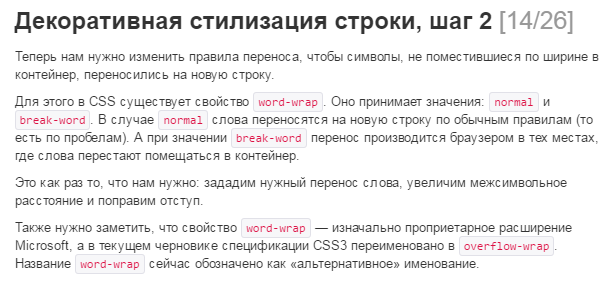 Декоративная стилизация строки, шаг 2 [14/26]
Теперь нам нужно изменить правила переноса, чтобы символы, не поместившиеся по ширине в
контейнер, переносились на новую строку.
Для этого в CSS существует свойство word-wrap. Оно принимает значения: normal и
break-word. В случае normal слова переносятся на новую строку по обычным правилам (то
есть по пробелам). А при значении break-word перенос производится браузером в тех местах,
где слова перестают помещаться в контейнер.
Это как раз то, что нам нужно: зададим нужный перенос слова, увеличим межсимвольное
расстояние и поправим отступ.
Также нужно заметить, что свойство word-wrap — изначально проприетарное расширение
Microsoft, а в текущем черновике спецификации CSS3 переименовано в overflow-wrap.
Название word-wrap сейчас обозначено как «альтернативное» именование.